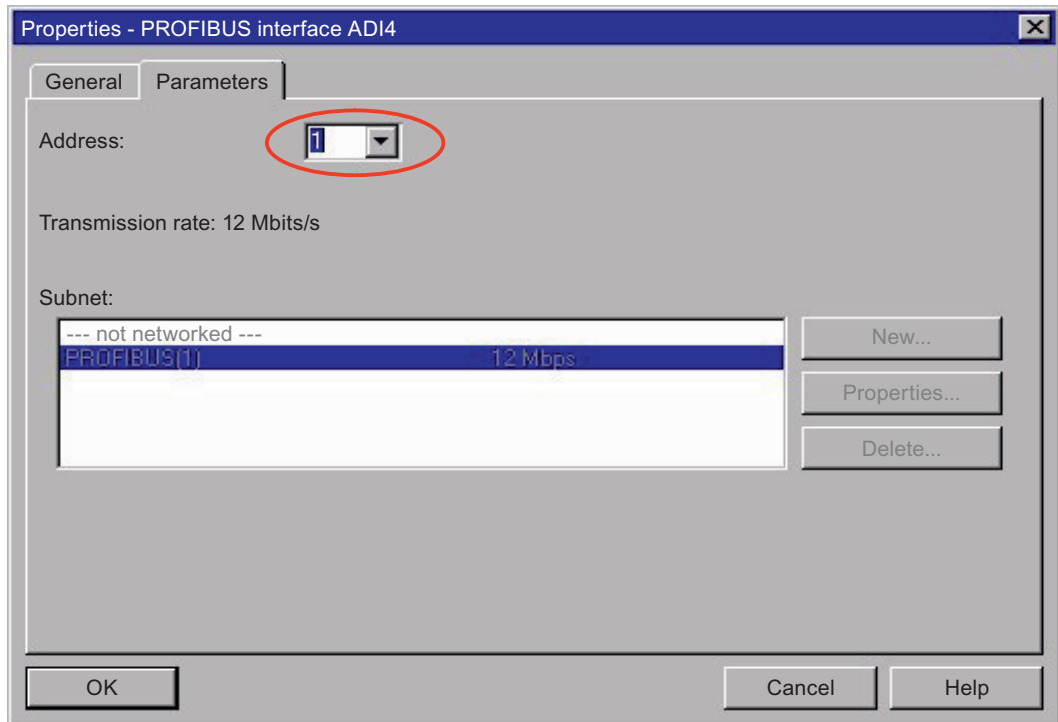 Properties - PROFIBUS interface ADI4
General Parameters
Address: 1
Transmission rate: 12 Mbits/s
Subnet:
--- not networked ---
PROFIBUS(1) 12 Mbps
New...
Properties...
Delete...
OK Cancel Help